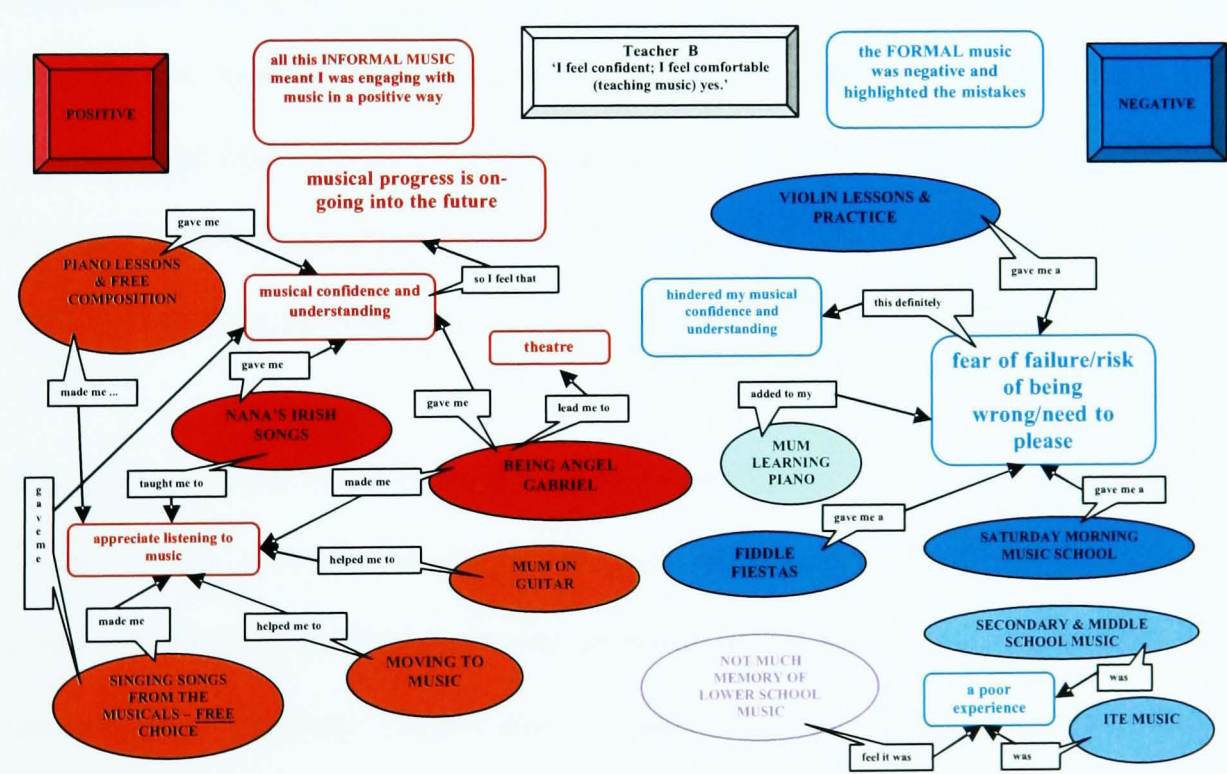 POSITIVE
all this INFORMAL MUSIC
meant I was engaging with
music in a positive way
Teacher B
'I feel confident; I feel comfortable
(teaching music) yes.'
the FORMAL music
was negative and
highlighted the mistakes
NEGATIVE
musical progress is on-
going into the future
VIOLIN LESSONS &
PRACTICE
gave me
PIANO LESSONS
& FREE
COMPOSITION
musical confidence and
understanding
so I feel that
gave me a
hindered my musical
confidence and
understanding
this definitely
theatre
fear of failure/risk
of being
wrong/need to
please
gave me
made me ...
gave me
lead me to
added to my
NANA'S IRISH
SONGS
MUM
LEARNING
PIANO
BEING ANGEL
GABRIEL
taught me to
made me
gave me a
gave me a
gave me
appreciate listening to
music
helped me to
MUM ON
GUITAR
FIDDLE
FIESTAS
SATURDAY MORNING
MUSIC SCHOOL
made me
helped me to
SECONDARY & MIDDLE
SCHOOL MUSIC
SINGING SONGS
FROM THE
MUSICALS – FREE
CHOICE
MOVING TO
MUSIC
NOT MUCH
MEMORY OF
LOWER SCHOOL
MUSIC
was
a poor
experience
ITE MUSIC
feel it was
was